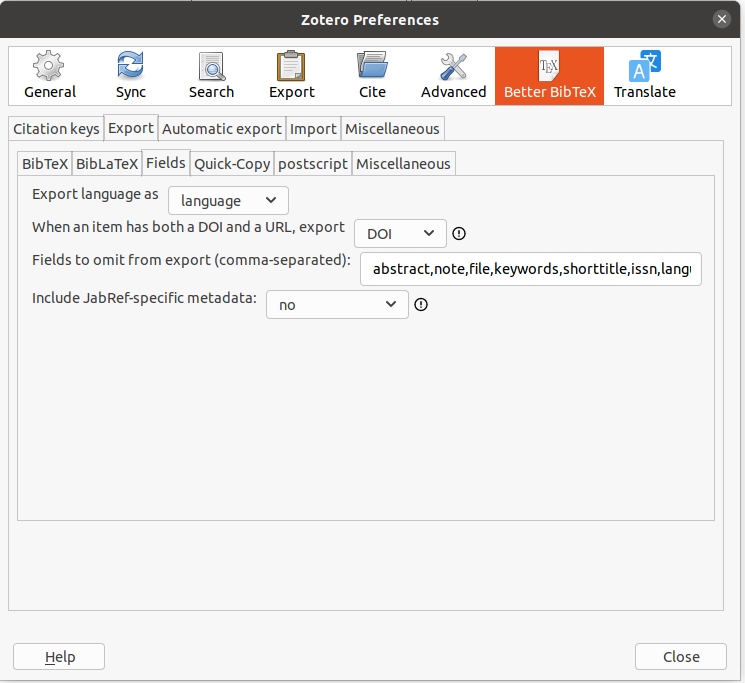 Zotero Preferences
General Sync Search Export Cite Advanced Better BibTeX Translate
Citation keys Export Automatic export Import Miscellaneous
BibTeX BibLaTeX Fields Quick-Copy postscript Miscellaneous
Export language as language
When an item has both a DOI and a URL, export DOI
Fields to omit from export (comma-separated): abstract,note,file,keywords,shorttitle,issn,langu
Include JabRef-specific metadata: no
Help Close